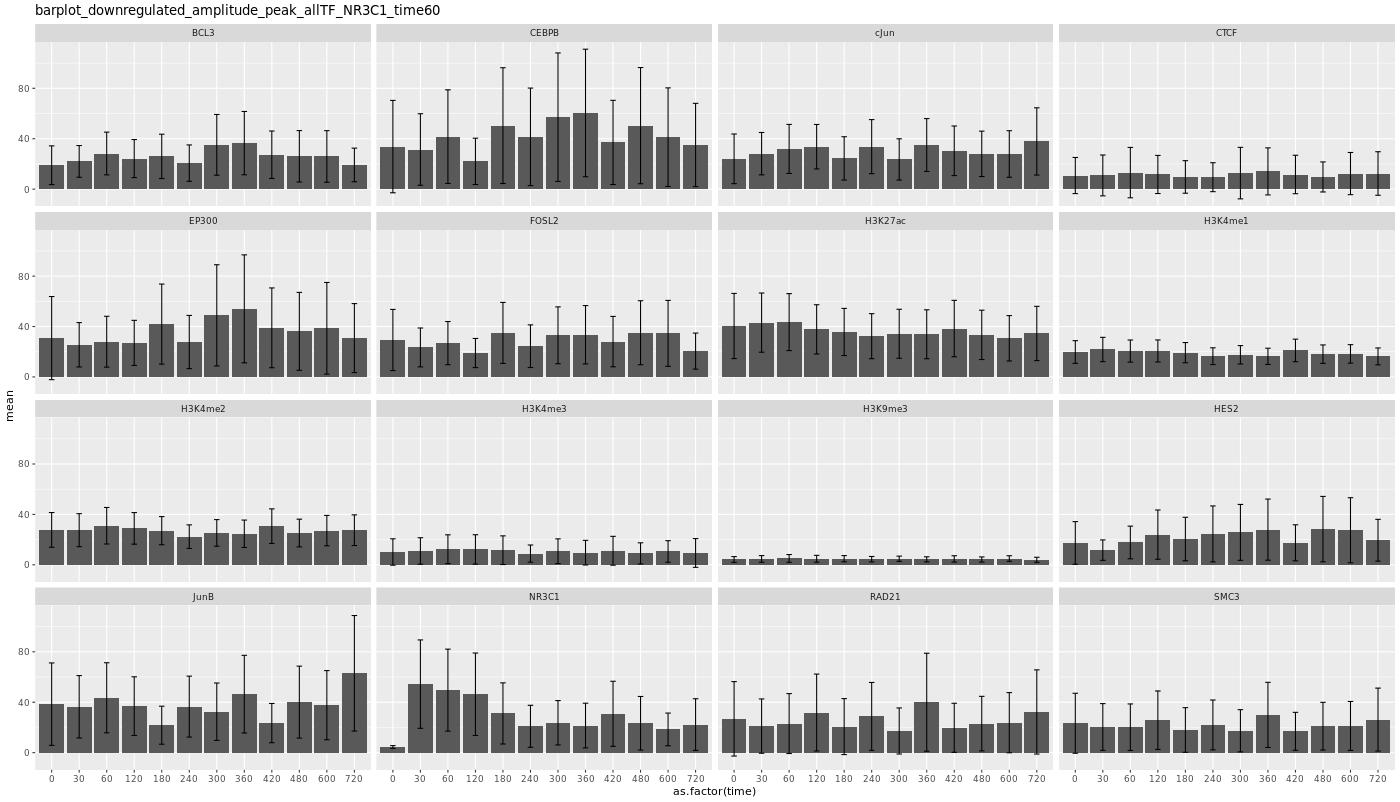 barplot_downregulated_amplitude_peak_allTF_NR3C1_time60
BCL3 CEBPB cJun CTCF
80
40
0
EP300 FOSL2 H3K27ac H3K4me1
80
40
0
mean
H3K4me2 H3K4me3 H3K9me3 HES2
80
40
0
JunB NR3C1 RAD21 SMC3
80
40
0
0 30 60 120 180 240 300 360 420 480 600 720 0 30 60 120 180 240 300 360 420 480 600 720 0 30 60 120 180 240 300 360 420 480 600 720 0 30 60 120 180 240 300 360 420 480 600 720
as.factor(time)